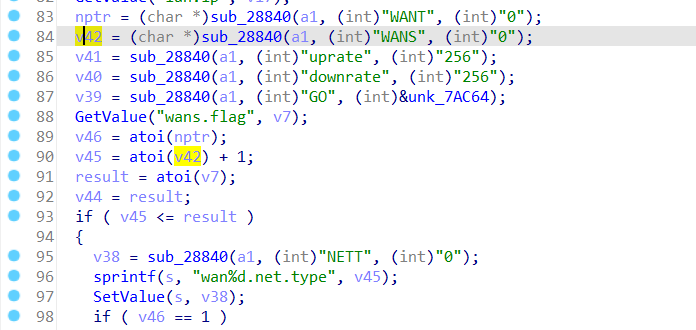 83 nptr = (char *)sub_28840(a1, (int)"WANT", (int)"0");
84 v42 = (char *)sub_28840(a1, (int)"WANS", (int)"0");
85 v41 = sub_28840(a1, (int)"uprate", (int)"256");
86 v40 = sub_28840(a1, (int)"downrate", (int)"256");
87 v39 = sub_28840(a1, (int)"GO", (int)&unk_7AC64);
88 GetValue("wans.flag", v7);
89 v46 = atoi(nptr);
90 v45 = atoi(v42) + 1;
91 result = atoi(v7);
92 v44 = result;
93 if ( v45 <= result )
94 {
95 v38 = sub_28840(a1, (int)"NETT", (int)"0");
96 sprintf(s, "wan%d.net.type", v45);
97 SetValue(s, v38);
98 if ( v46 == 1 )